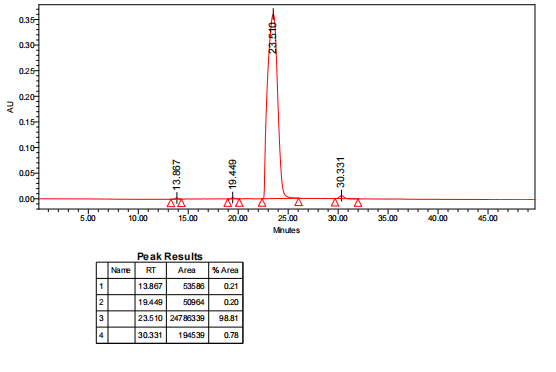 0.35
0.30
0.25
0.20
0.15
0.10
0.05
0.00
AU
13.867
19.449
23.510
30.331
5.00 10.00 15.00 20.00 25.00 30.00 35.00 40.00 45.00
Minutes
Peak Results
Name RT Area % Area
1 13.867 53586 0.21
2 19.449 50964 0.20
3 23.510 24786339 98.81
4 30.331 194539 0.78